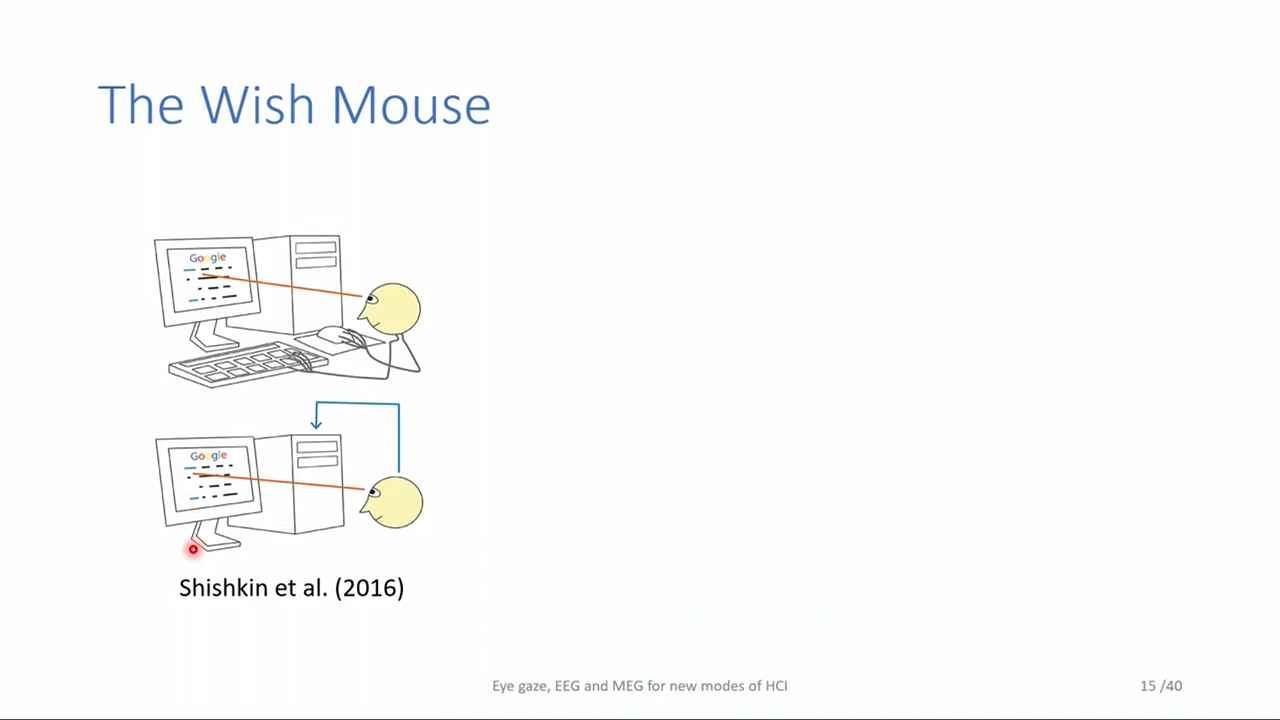 The Wish Mouse
Google
Google
Shishkin et al. (2016)
Eye gaze, EEG and MEG for new modes of HCI
15 /40